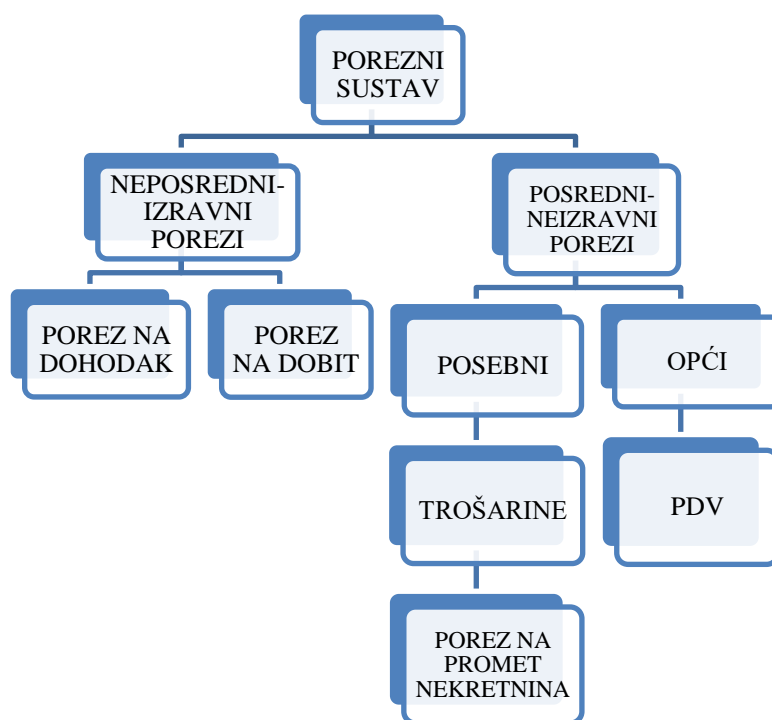 POREZNI
SUSTAV
NEPOSREDNI-
IZRAVNI
POREZI
POSREDNI-
NEIZRAVNI
POREZI
POREZ NA
DOHODAK
POREZ
NA DOBIT
POSEBNI
OPĆI
TROŠARINE
PDV
POREZ NA
PROMET
NEKRETNINA